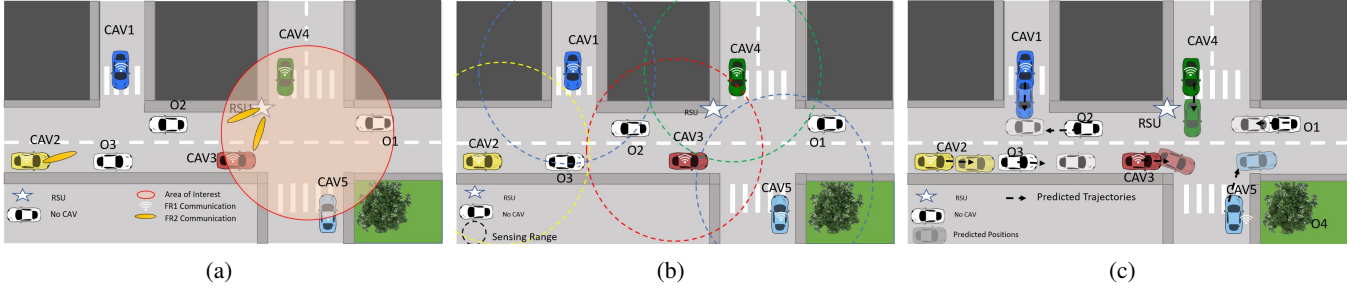 CAV1
CAV4
RSU
O2
O1
CAV2
O3
CAV3
CAV5
RSU
No CAV
Area of Interest
FR1 Communication
FR2 Communication
(a)
CAV1
CAV4
RSU
O2
O1
CAV2
CAV3
O3
CAV5
RSU
No CAV
Sensing Range
(b)
CAV1
CAV4
O2
RSU
O1
CAV2
O3
CAV3
CAV5
RSU
Predicted Trajectories
No CAV
Predicted Positions
O4
(c)